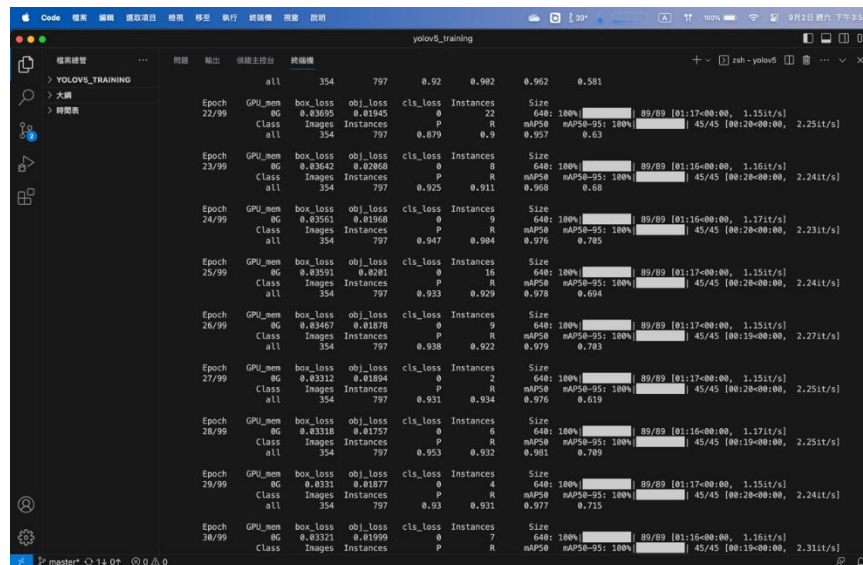 Code 檔案 編輯 選取項目 檢視 移至 執行 終端機 視窗 說明 39° A 100% 9月2日 週六 下午3:5
yolov5_training
檔案總管 ··· 問題 輸出 偵錯主控台 終端機 zsh - yolov5
> YOLOV5_TRAINING
> 大綱
> 時間表
all 354 797 0.92 0.902 0.962 0.581
Epoch GPU_mem box_loss obj_loss cls_loss Instances Size
22/99 0G 0.03695 0.01945 0 22 640: 100%| | 89/89 [01:17<00:00, 1.15it/s]
Class Images Instances P R mAP50 mAP50-95: 100%| | 45/45 [00:20<00:00, 2.25it/s]
all 354 797 0.879 0.9 0.957 0.63
Epoch GPU_mem box_loss obj_loss cls_loss Instances Size
23/99 0G 0.03642 0.02068 0 8 640: 100%| | 89/89 [01:16<00:00, 1.16it/s]
Class Images Instances P R mAP50 mAP50-95: 100%| | 45/45 [00:20<00:00, 2.24it/s]
all 354 797 0.925 0.911 0.968 0.68
Epoch GPU_mem box_loss obj_loss cls_loss Instances Size
24/99 0G 0.03561 0.01968 0 9 640: 100%| | 89/89 [01:16<00:00, 1.17it/s]
Class Images Instances P R mAP50 mAP50-95: 100%| | 45/45 [00:20<00:00, 2.23it/s]
all 354 797 0.947 0.904 0.976 0.705
Epoch GPU_mem box_loss obj_loss cls_loss Instances Size
25/99 0G 0.03591 0.0201 0 16 640: 100%| | 89/89 [01:17<00:00, 1.15it/s]
Class Images Instances P R mAP50 mAP50-95: 100%| | 45/45 [00:20<00:00, 2.24it/s]
all 354 797 0.933 0.929 0.978 0.694
Epoch GPU_mem box_loss obj_loss cls_loss Instances Size
26/99 0G 0.03467 0.01878 0 9 640: 100%| | 89/89 [01:17<00:00, 1.15it/s]
Class Images Instances P R mAP50 mAP50-95: 100%| | 45/45 [00:19<00:00, 2.27it/s]
all 354 797 0.938 0.922 0.979 0.703
Epoch GPU_mem box_loss obj_loss cls_loss Instances Size
27/99 0G 0.03312 0.01894 0 2 640: 100%| | 89/89 [01:17<00:00, 1.15it/s]
Class Images Instances P R mAP50 mAP50-95: 100%| | 45/45 [00:20<00:00, 2.25it/s]
all 354 797 0.931 0.934 0.976 0.619
Epoch GPU_mem box_loss obj_loss cls_loss Instances Size
28/99 0G 0.03318 0.01757 0 6 640: 100%| | 89/89 [01:16<00:00, 1.17it/s]
Class Images Instances P R mAP50 mAP50-95: 100%| | 45/45 [00:19<00:00, 2.25it/s]
all 354 797 0.953 0.932 0.981 0.709
Epoch GPU_mem box_loss obj_loss cls_loss Instances Size
29/99 0G 0.0331 0.01877 0 4 640: 100%| | 89/89 [01:17<00:00, 1.15it/s]
Class Images Instances P R mAP50 mAP50-95: 100%| | 45/45 [00:20<00:00, 2.24it/s]
all 354 797 0.93 0.931 0.977 0.715
Epoch GPU_mem box_loss obj_loss cls_loss Instances Size
30/99 0G 0.03321 0.01999 0 7 640: 100%| | 89/89 [01:16<00:00, 1.15it/s]
Class Images Instances P R mAP50 mAP50-95: 100%| | 45/45 [00:19<00:00, 2.31it/s]
master* 1↓ 0↑ 0 0